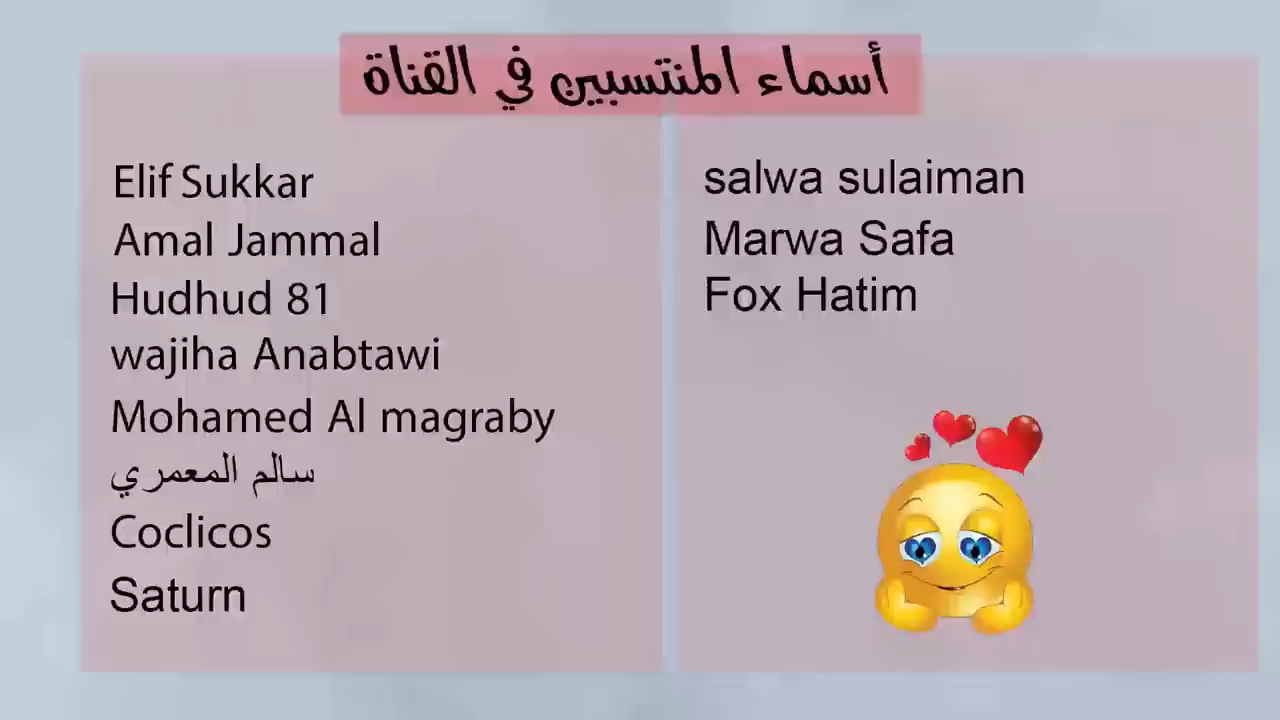 أسماء المنتسبين في القناة
Elif Sukkar
Amal Jammal
Hudhud 81
wajiha Anabtawi
Mohamed Al magraby
سالم المعمري
Coclicos
Saturn
salwa sulaiman
Marwa Safa
Fox Hatim